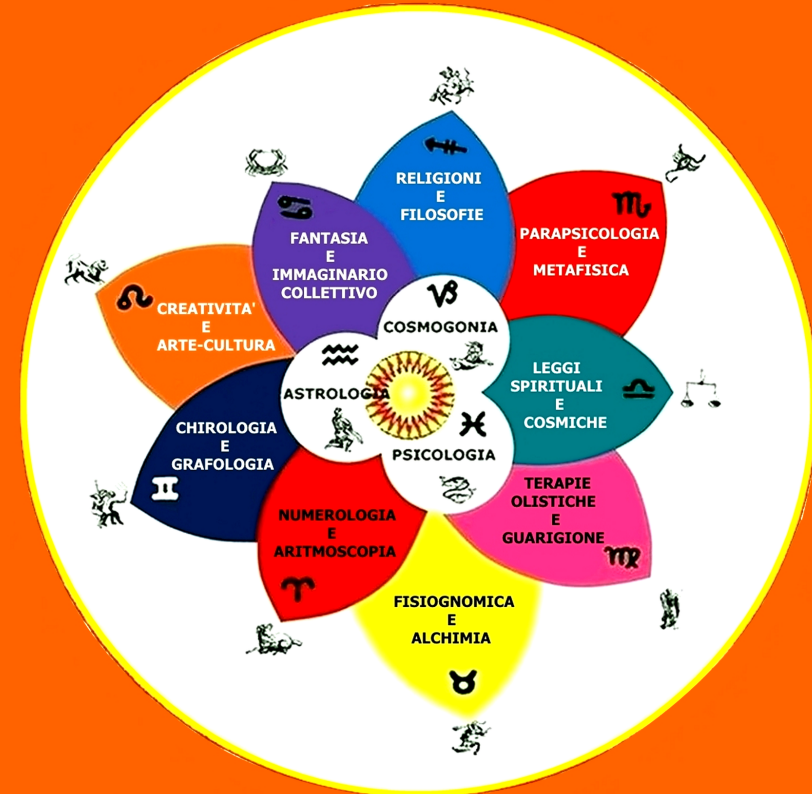 RELIGIONI
E
FILOSOFIE
PARAPSICOLOGIA
E
METAFISICA
FANTASIA
E
IMMAGINARIO
COLLETTIVO
CREATIVITA'
E
ARTE-CULTURA
COSMOGONIA
LEGGI
SPIRITUALI
E
COSMICHE
ASTROLOGIA
PSICOLOGIA
CHIROLOGIA
E
GRAFOLOGIA
TERAPIE
OLISTICHE
E
GUARIGIONE
NUMEROLOGIA
E
ARITMOSCOPIA
FISIOGNOMICA
E
ALCHIMIA